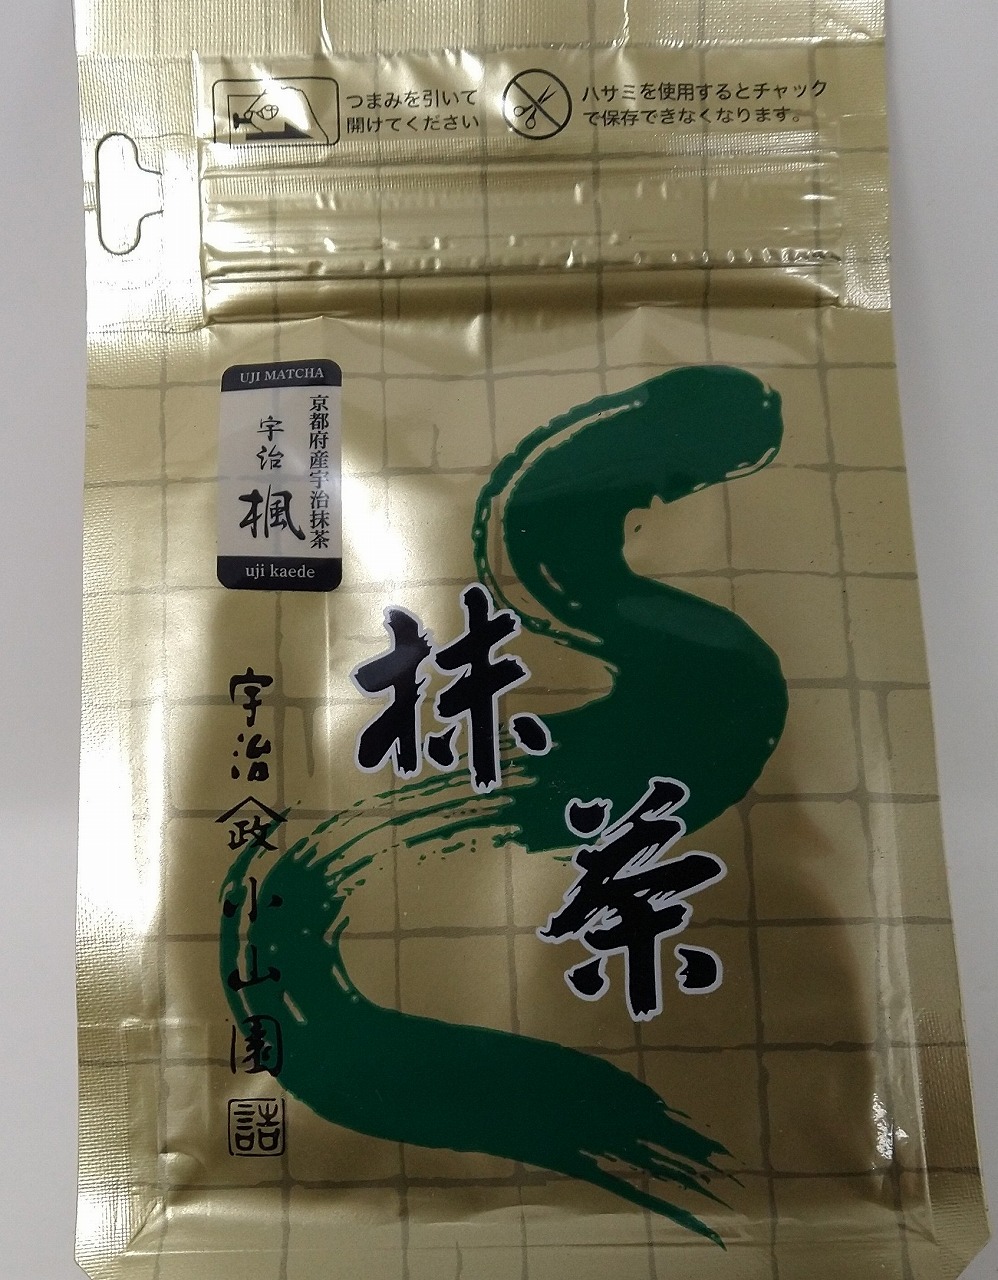 つまみを引いて
開けてください
ハサミを使用するとチャック
で保存できなくなります。
UJI MATCHA
京都府産宇治抹茶
宇治
楓
uji kaede
抹茶
宇治政小山園
詰